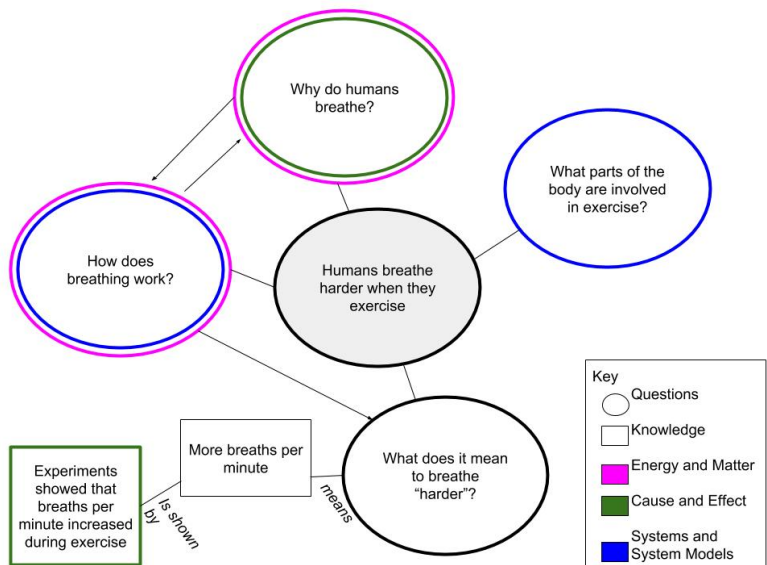 Why do humans
breathe?
What parts of the
body are involved
in exercise?
How does
breathing work?
Humans breathe
harder when they
exercise
What does it mean
to breathe
“harder”?
means
More breaths per
minute
Is shown
by
Experiments
showed that
breaths per
minute increased
during exercise
Key
Questions
Knowledge
Energy and Matter
Cause and Effect
Systems and
System Models